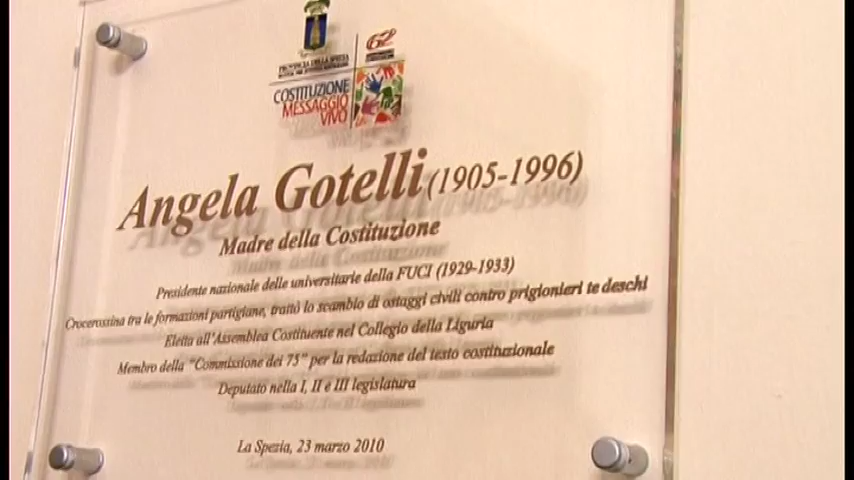 PROVINCIA DELLA SPEZIA
62°
COSTITUZIONE
MESSAGGIO
VIVO
Angela Gotelli (1905-1996)
Madre della Costituzione
Presidente nazionale delle universitarie della FUCI (1929-1933)
Crocerossina tra le formazioni partigiane, trattò lo scambio di ostaggi civili contro prigionieri te deschi
Eletta all'Assemblea Costituente nel Collegio della Liguria
Membro della "Commissione dei 75" per la redazione del testo costituzionale
Deputato nella I, II e III legislatura
La Spezia, 23 marzo 2010